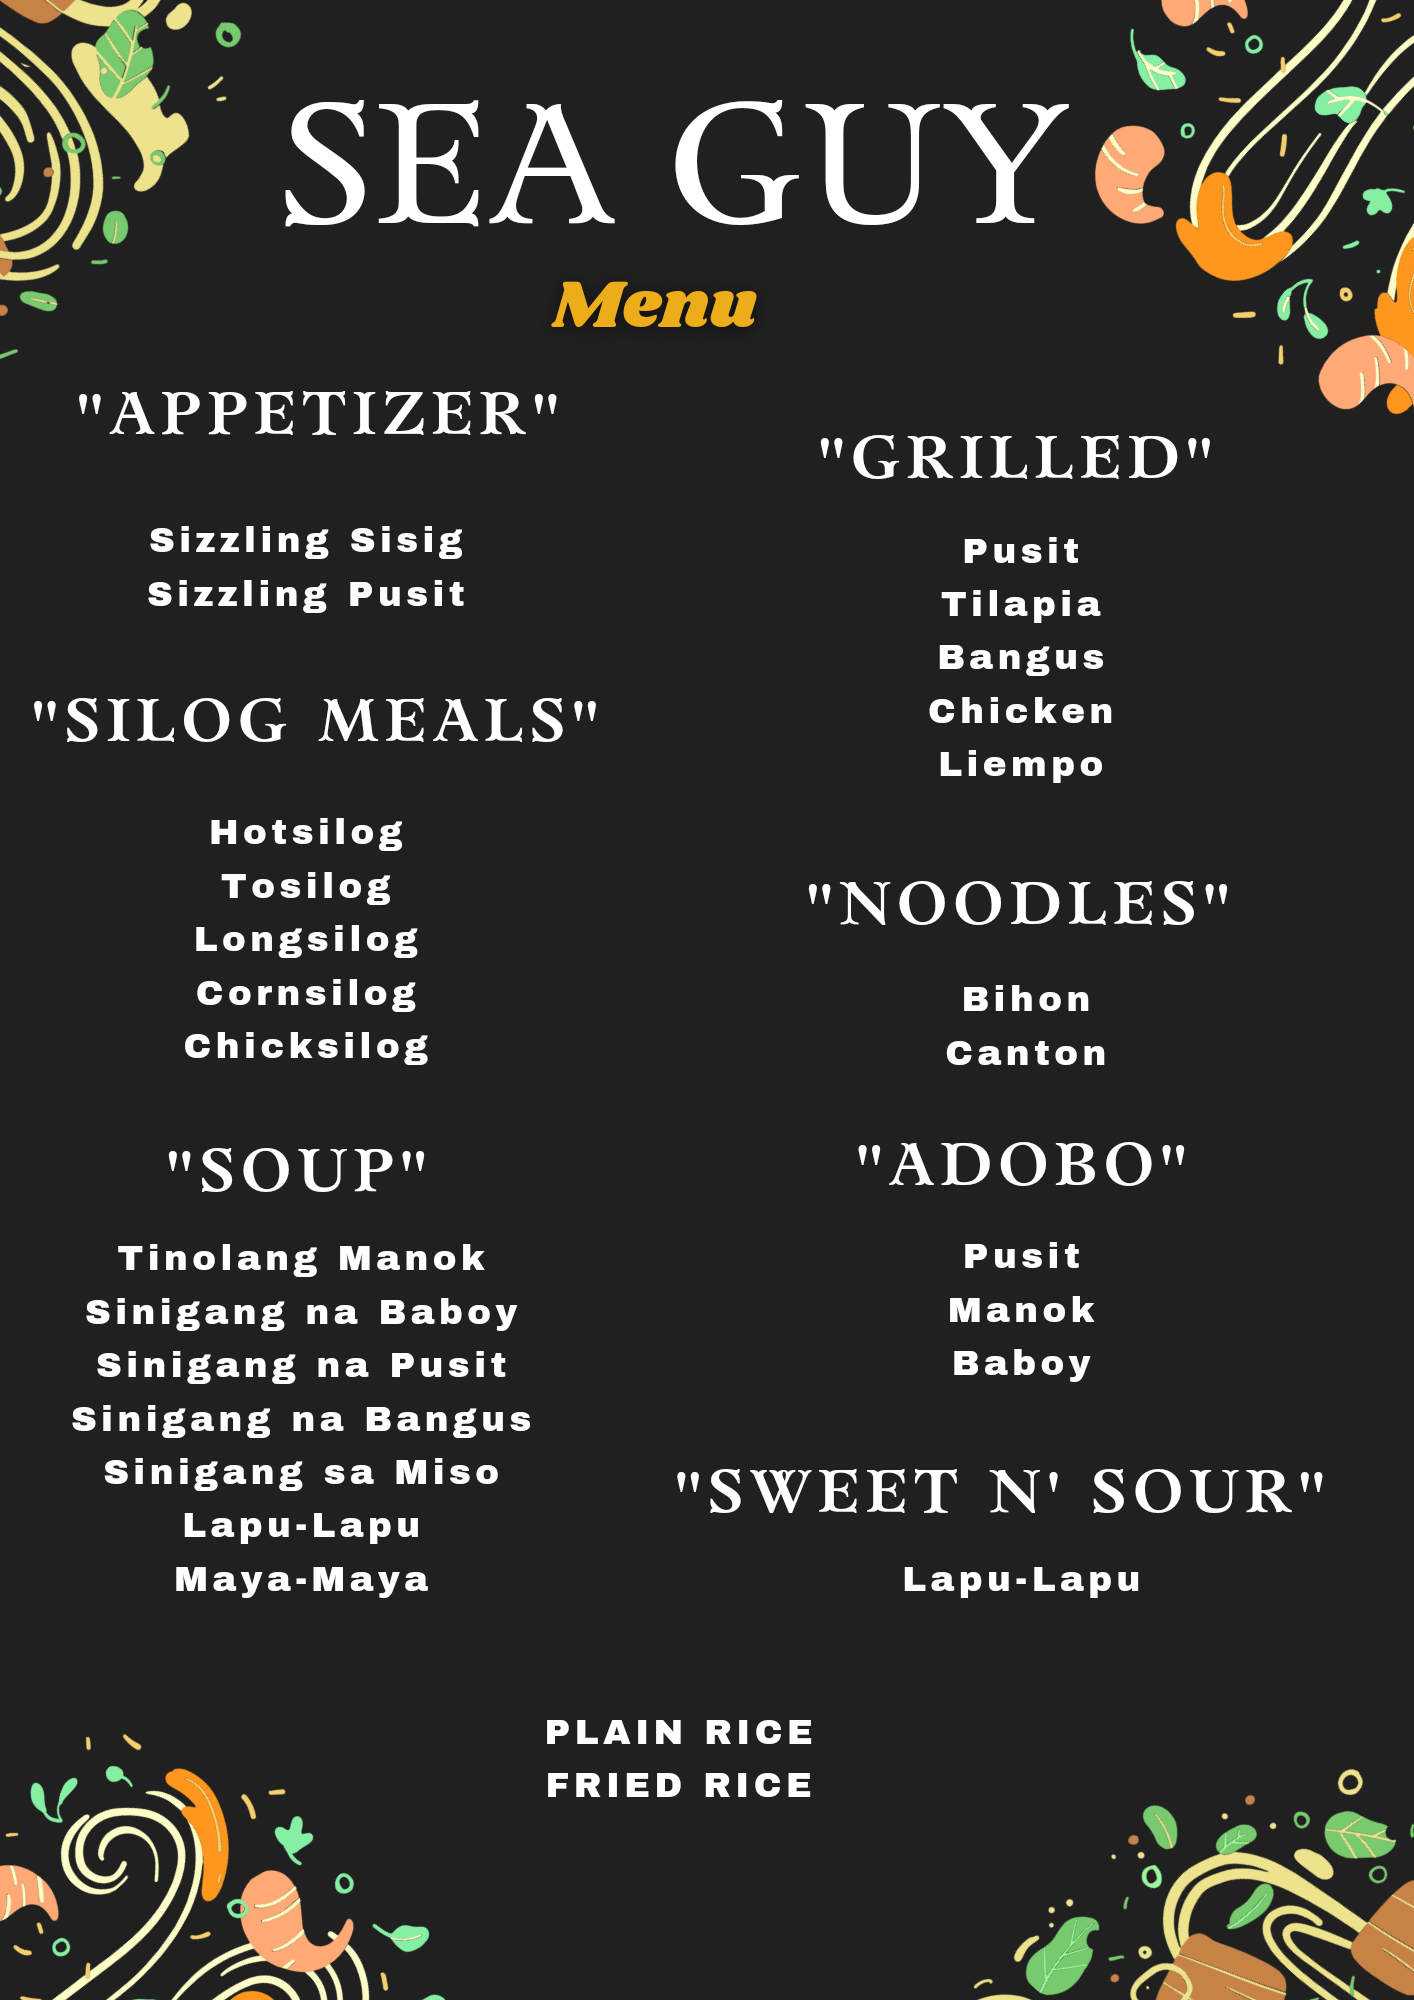 SEA GUY
Menu
"APPETIZER"
Sizzling Sisig
Sizzling Pusit
"SILOG MEALS"
Hotsilog
Tosilog
Longsilog
Cornsilog
Chicksilog
"SOUP"
Tinolang Manok
Sinigang na Baboy
Sinigang na Pusit
Sinigang na Bangus
Sinigang sa Miso
Lapu-Lapu
Maya-Maya
"GRILLED"
Pusit
Tilapia
Bangus
Chicken
Liempo
"NOODLES"
Bihon
Canton
"ADOBO"
Pusit
Manok
Baboy
"SWEET N' SOUR"
Lapu-Lapu
PLAIN RICE
FRIED RICE